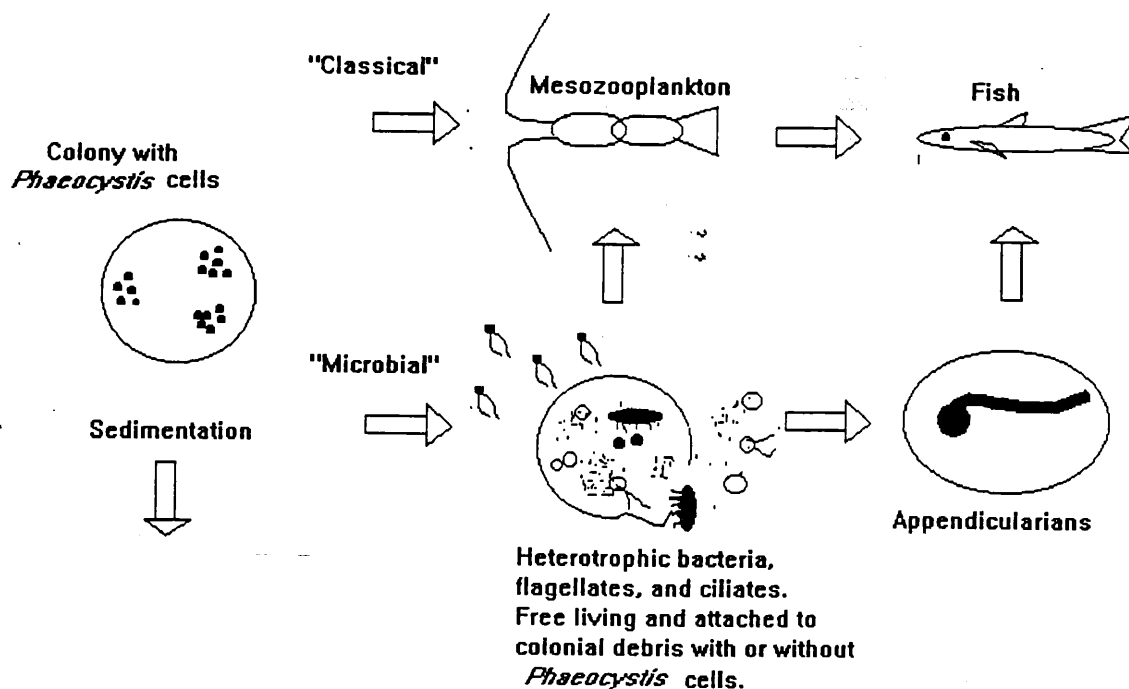 "Classical"
Mesozooplankton
Fish
Colony with
Phaeocystis cells
"Microbial"
Sedimentation
Appendicularians
Heterotrophic bacteria,
flagellates, and ciliates.
Free living and attached to
colonial debris with or without
Phaeocystis cells.